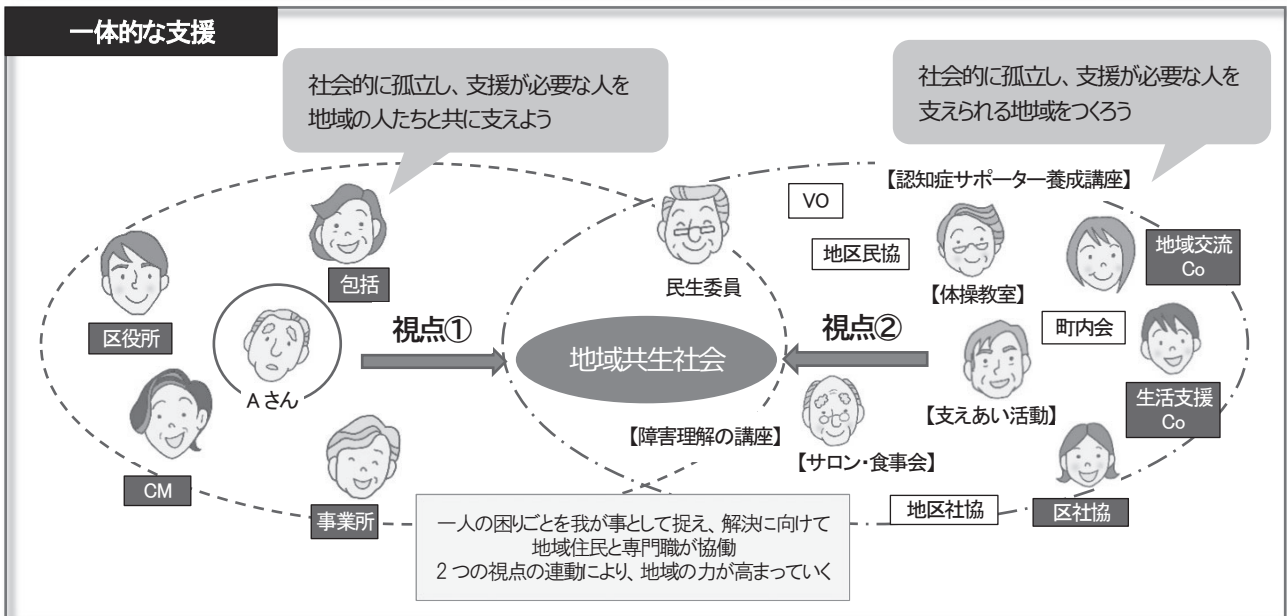 一体的な支援
社会的に孤立し、支援が必要な人を
地域の人たちと共に支えよう
社会的に孤立し、支援が必要な人を
支えられる地域をつくろう
包括
区役所
Aさん
CM
事業所
視点①
地域共生社会
視点②
民生委員
VO
地区民協
【認知症サポーター養成講座】
【体操教室】
地域交流
Co
町内会
【支えあい活動】
生活支援
Co
【障害理解の講座】
【サロン・食事会】
地区社協
区社協
一人の困りごとを我が事として捉え、解決に向けて
地域住民と専門職が協働
2つの視点の連動により、地域の力が高まっていく